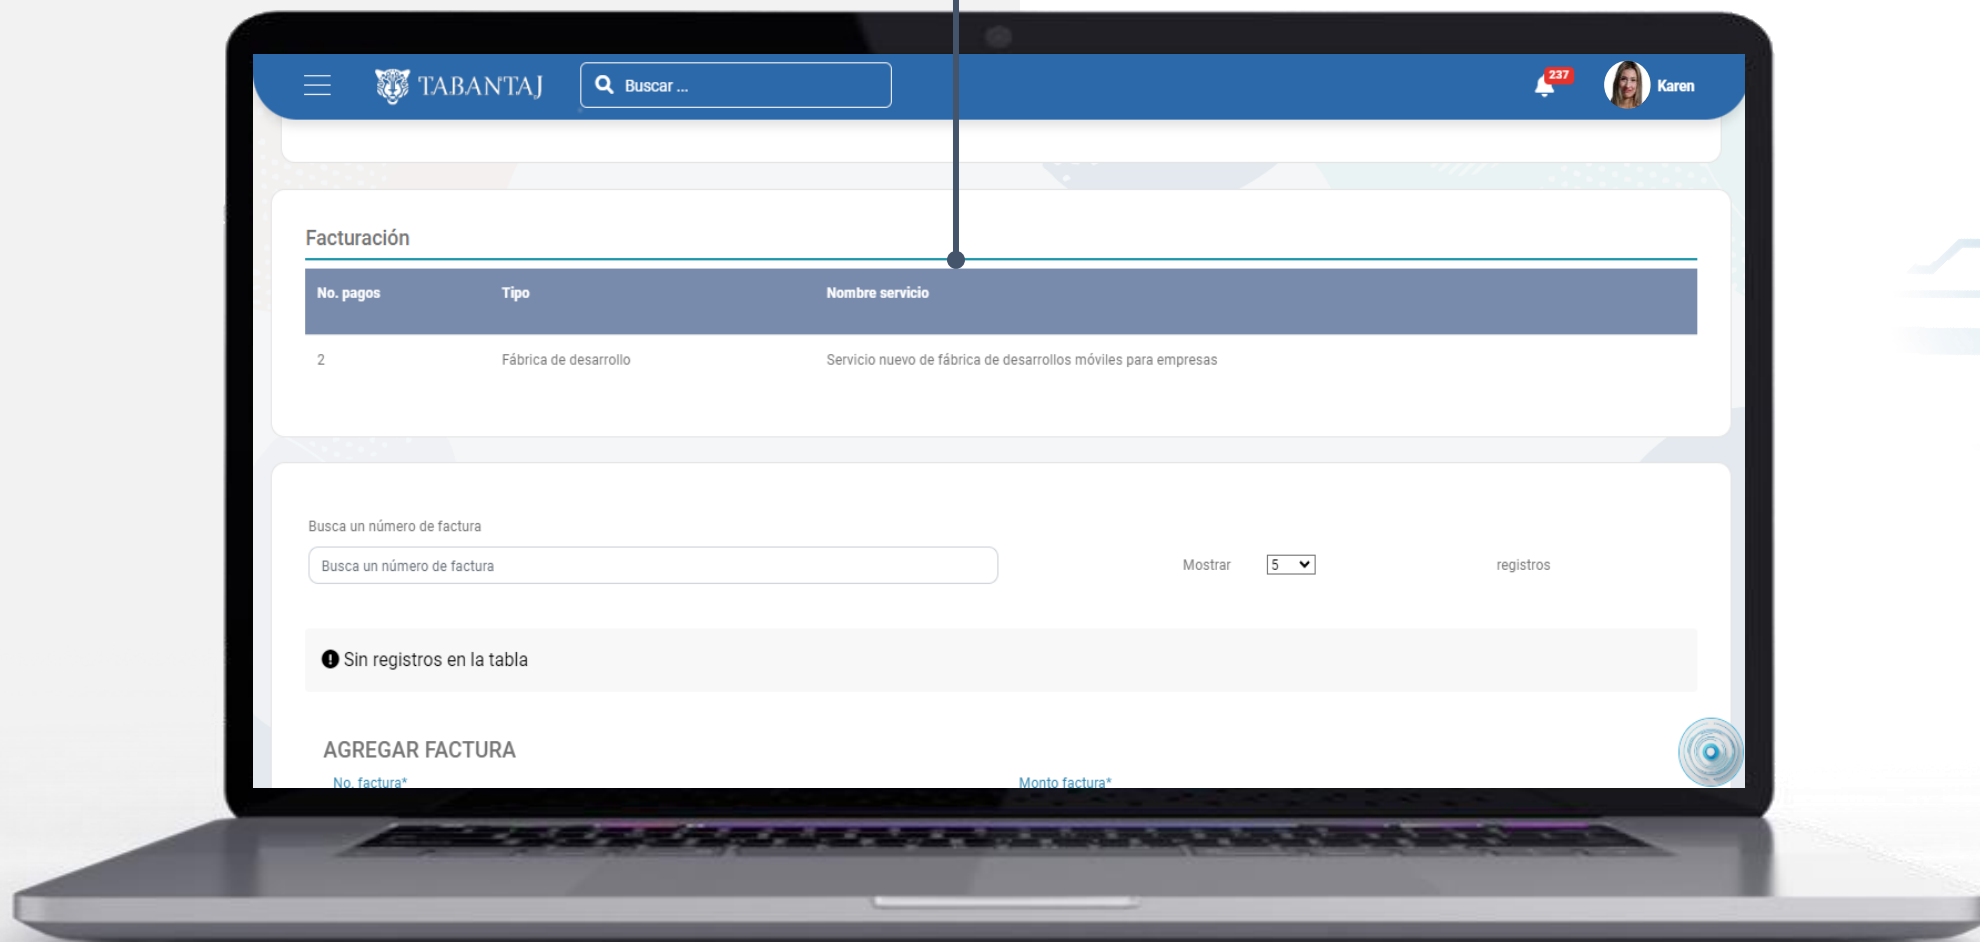 TABANTAJ
Buscar ...
237
Karen
Facturación
No. pagos Tipo Nombre servicio
2 Fábrica de desarrollo Servicio nuevo de fábrica de desarrollos móviles para empresas
Busca un número de factura
Busca un número de factura
Mostrar 5 registros
Sin registros en la tabla
AGREGAR FACTURA
No. factura* Monto factura*